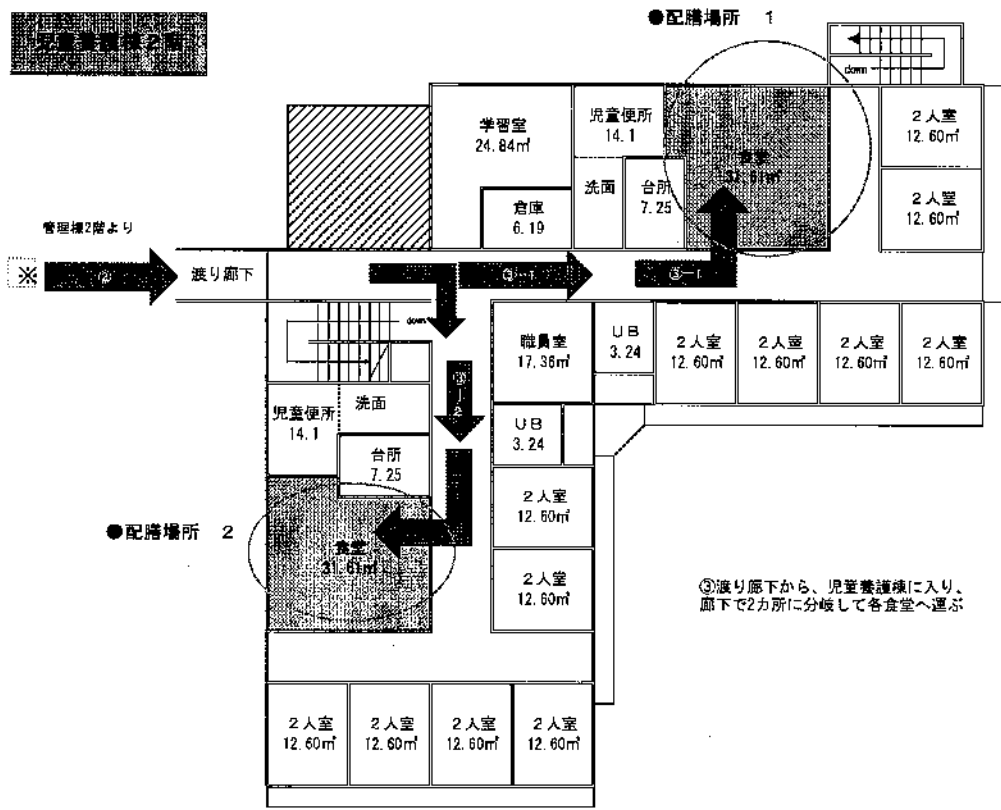 児童養護棟2階
●配膳場所 1
down
学習室
24.84㎡
児童便所
14.1
食堂
31.61㎡
2人室
12.60㎡
洗面
台所
7.25
倉庫
6.19
2人室
12.60㎡
管理棟2階より
※
②
渡り廊下
③-1
③-1
down
職員室
17.36㎡
UB
3.24
2人室
12.60㎡
2人室
12.60㎡
2人室
12.60㎡
2人室
12.60㎡
③-2
児童便所
14.1
洗面
台所
7.25
UB
3.24
2人室
12.60㎡
●配膳場所 2
食堂
31.61㎡
2人室
12.60㎡
③渡り廊下から、児童養護棟に入り、
廊下で2カ所に分岐して各食堂へ運ぶ
2人室
12.60㎡
2人室
12.60㎡
2人室
12.60㎡
2人室
12.60㎡